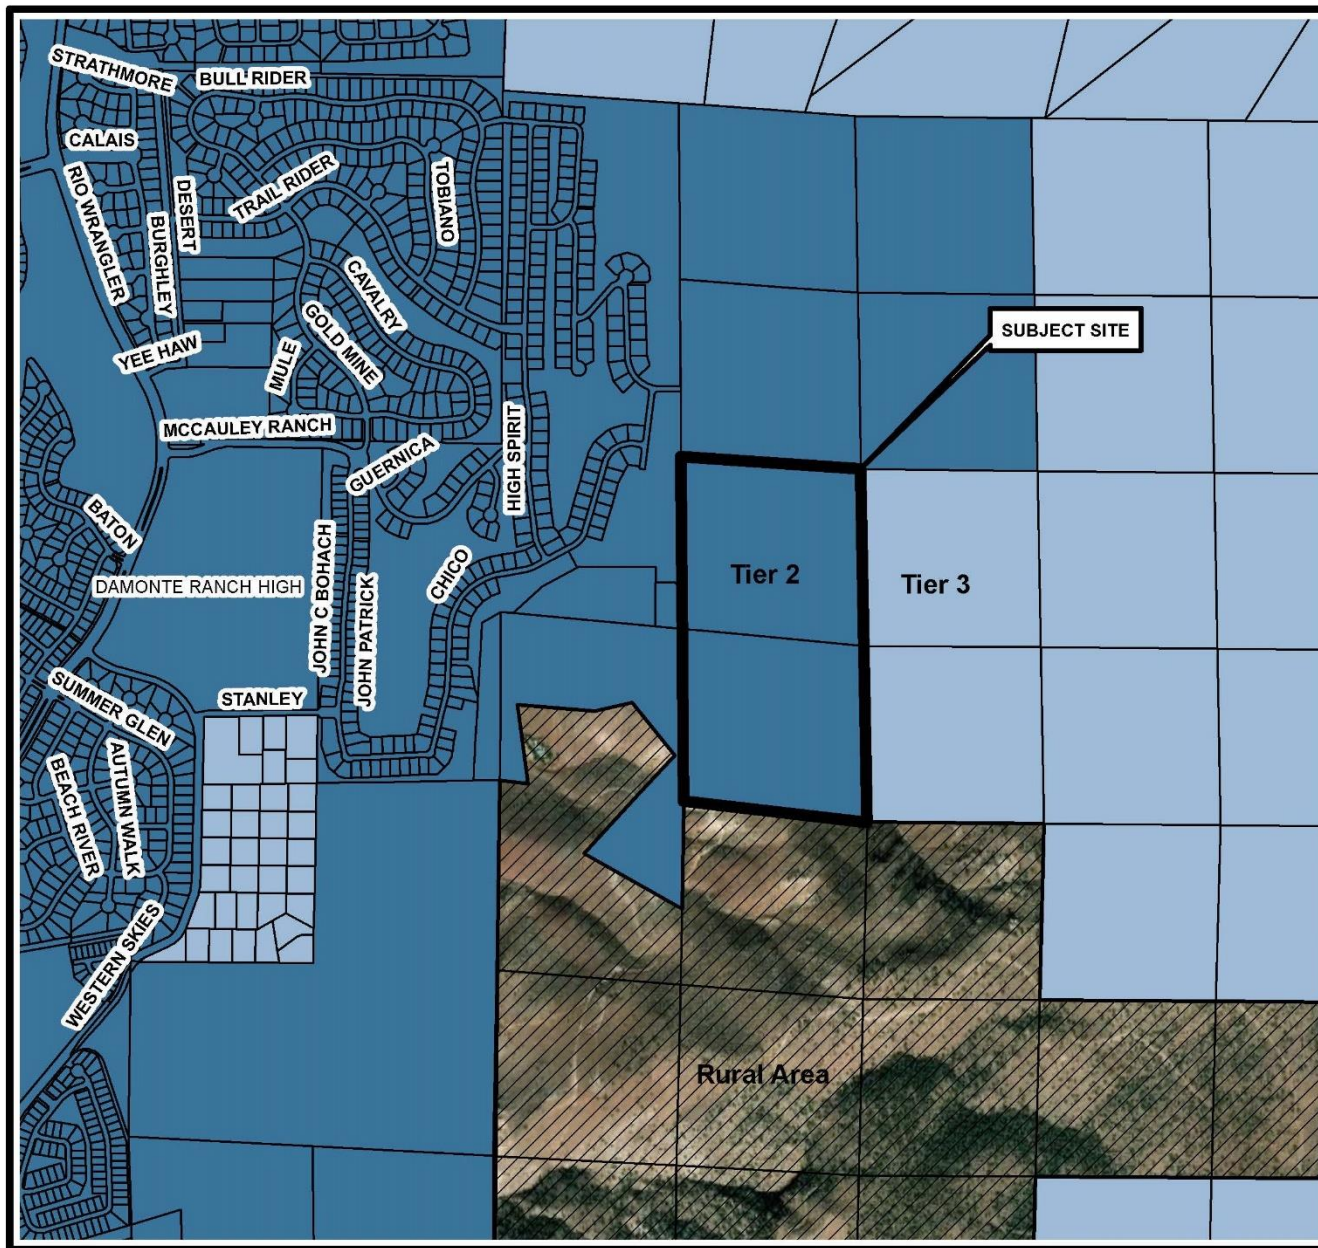 STRATHMORE
BULL RIDER
CALAIS
RIO WRANGLER
DESERT
BURGHLEY
TRAIL RIDER
TOBIANO
CAVALRY
GOLD MINE
YEE HAW
MULE
SUBJECT SITE
MCCAULEY RANCH
GUERNICA
HIGH SPIRIT
BATON
DAMONTE RANCH HIGH
JOHN C BOHACH
JOHN PATRICK
CHICO
Tier 2
Tier 3
SUMMER GLEN
STANLEY
BEACH RIVER
AUTUMN WALK
WESTERN SKIES
Rural Area